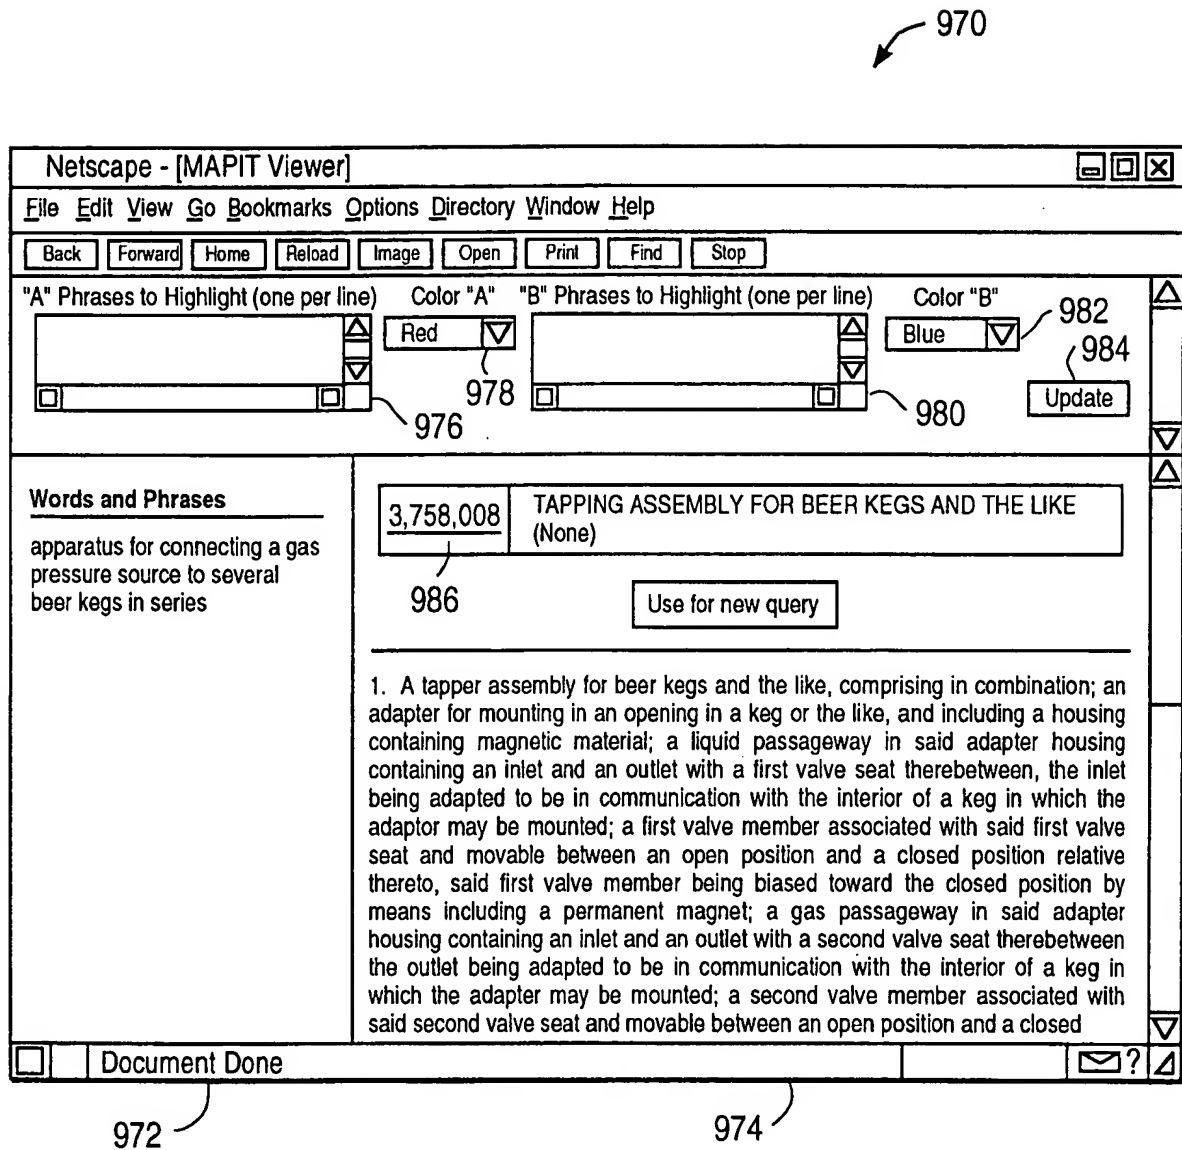 970
Netscape - [MAPIT Viewer]
File Edit View Go Bookmarks Options Directory Window Help
Back Forward Home Reload Image Open Print Find Stop
"A" Phrases to Highlight (one per line) Color "A" "B" Phrases to Highlight (one per line) Color "B"
Red Blue 982
984
978 Update
976 980
Words and Phrases
apparatus for connecting a gas
pressure source to several
beer kegs in series
3,758,008 TAPPING ASSEMBLY FOR BEER KEGS AND THE LIKE
(None)
986 Use for new query
1. A tapper assembly for beer kegs and the like, comprising in combination; an
adapter for mounting in an opening in a keg or the like, and including a housing
containing magnetic material; a liquid passageway in said adapter housing
containing an inlet and an outlet with a first valve seat therebetween, the inlet
being adapted to be in communication with the interior of a keg in which the
adaptor may be mounted; a first valve member associated with said first valve
seat and movable between an open position and a closed position relative
thereto, said first valve member being biased toward the closed position by
means including a permanent magnet; a gas passageway in said adapter
housing containing an inlet and an outlet with a second valve seat therebetween
the outlet being adapted to be in communication with the interior of a keg in
which the adapter may be mounted; a second valve member associated with
said second valve seat and movable between an open position and a closed
Document Done ?
972 974